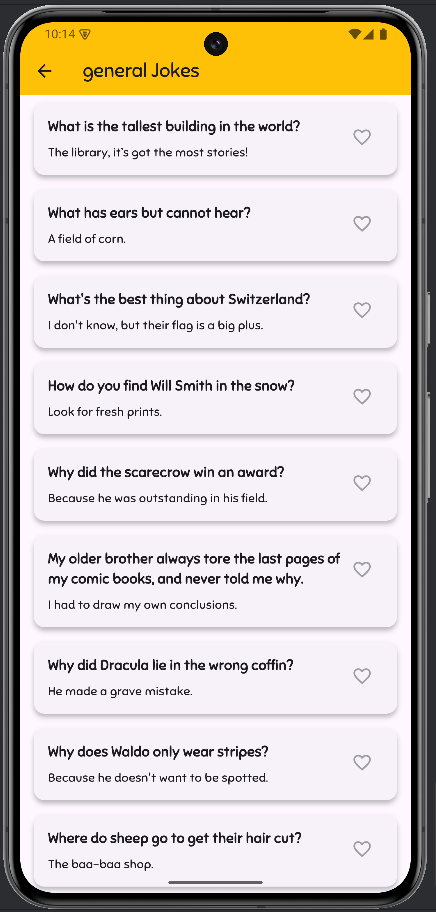 10:14
general Jokes
What is the tallest building in the world?
The library, it's got the most stories!
What has ears but cannot hear?
A field of corn.
What's the best thing about Switzerland?
I don't know, but their flag is a big plus.
How do you find Will Smith in the snow?
Look for fresh prints.
Why did the scarecrow win an award?
Because he was outstanding in his field.
My older brother always tore the last pages of
my comic books, and never told me why.
I had to draw my own conclusions.
Why did Dracula lie in the wrong coffin?
He made a grave mistake.
Why does Waldo only wear stripes?
Because he doesn't want to be spotted.
Where do sheep go to get their hair cut?
The baa-baa shop.